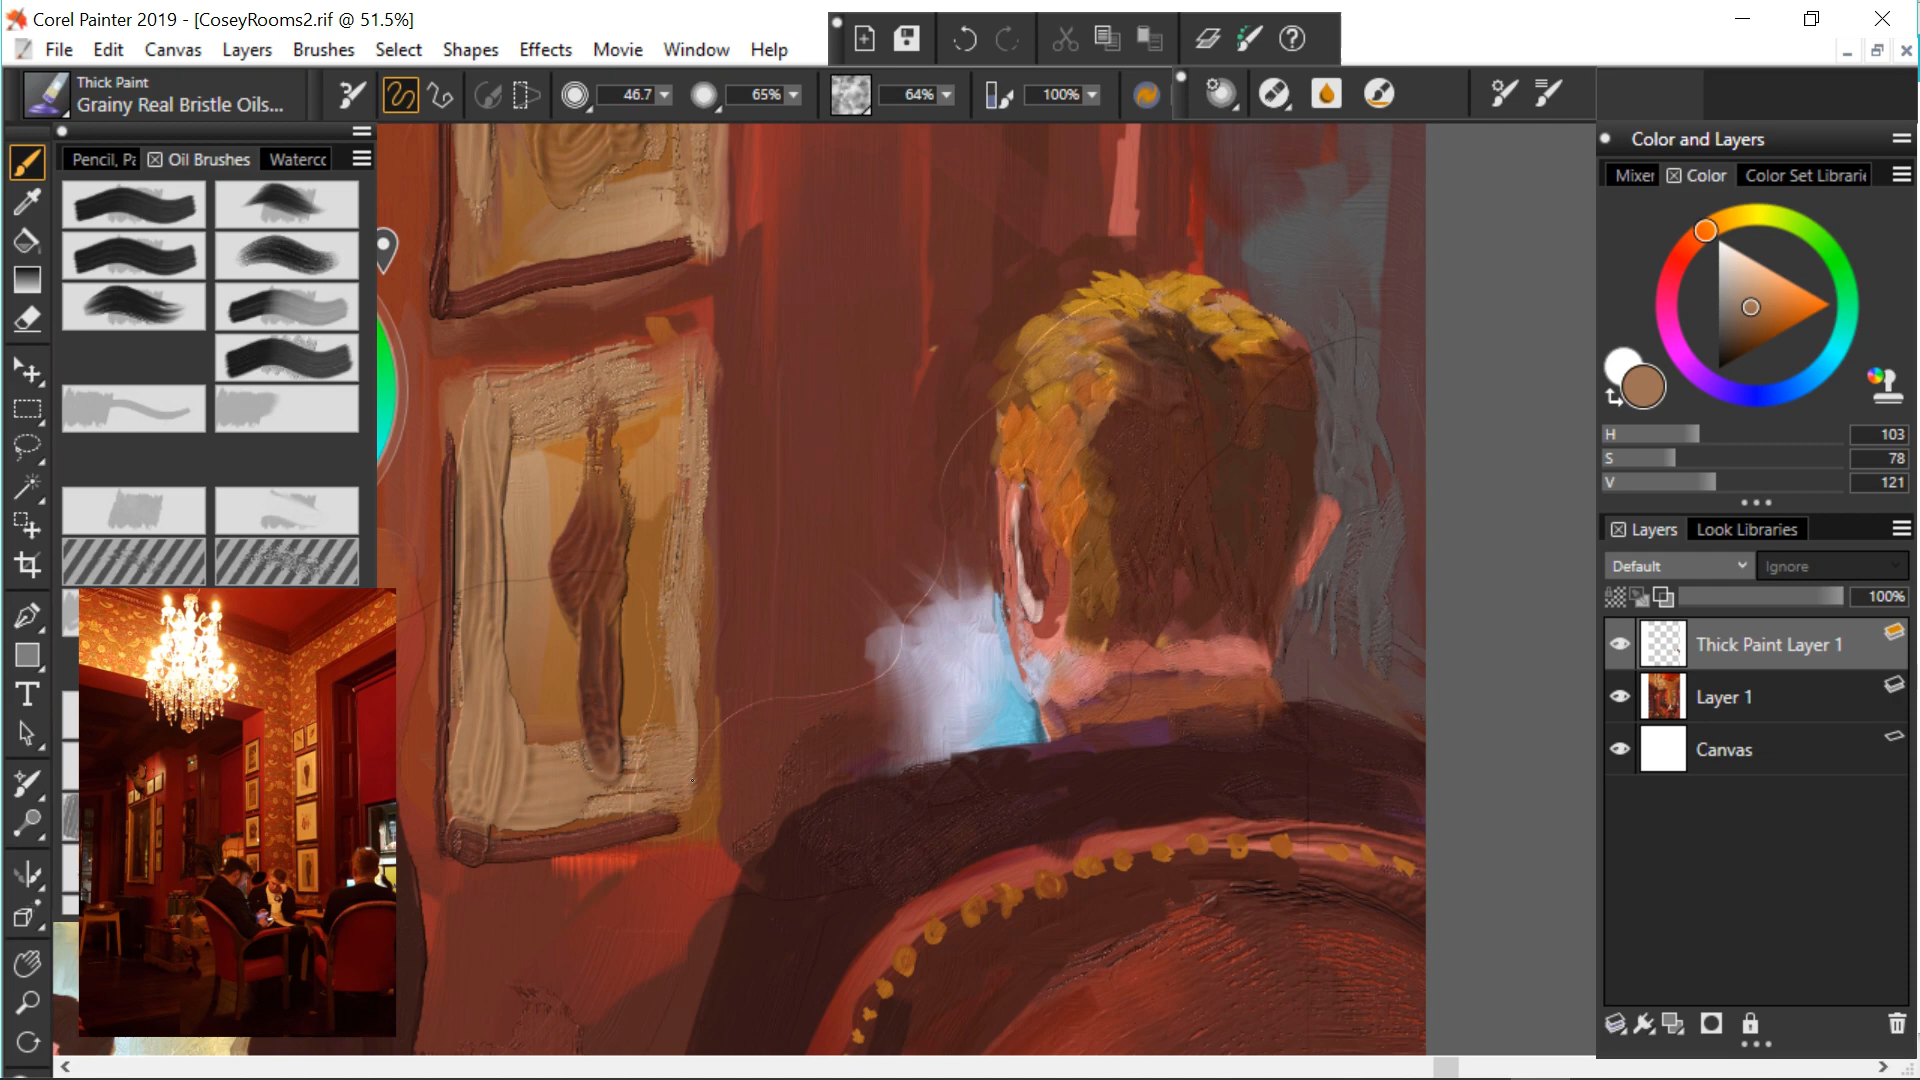 Corel Painter 2019 - [CoseyRooms2.rif @ 51.5%]
File Edit Canvas Layers Brushes Select Shapes Effects Movie Window Help
Thick Paint
Grainy Real Bristle Oils...
46.7
65%
64%
100%
Pencil, Pa
Oil Brushes
Waterco
Color and Layers
Mixer
Color
Color Set Librarie
H 103
S 78
V 121
Layers
Look Libraries
Default
Ignore
100%
Thick Paint Layer 1
Layer 1
Canvas
T